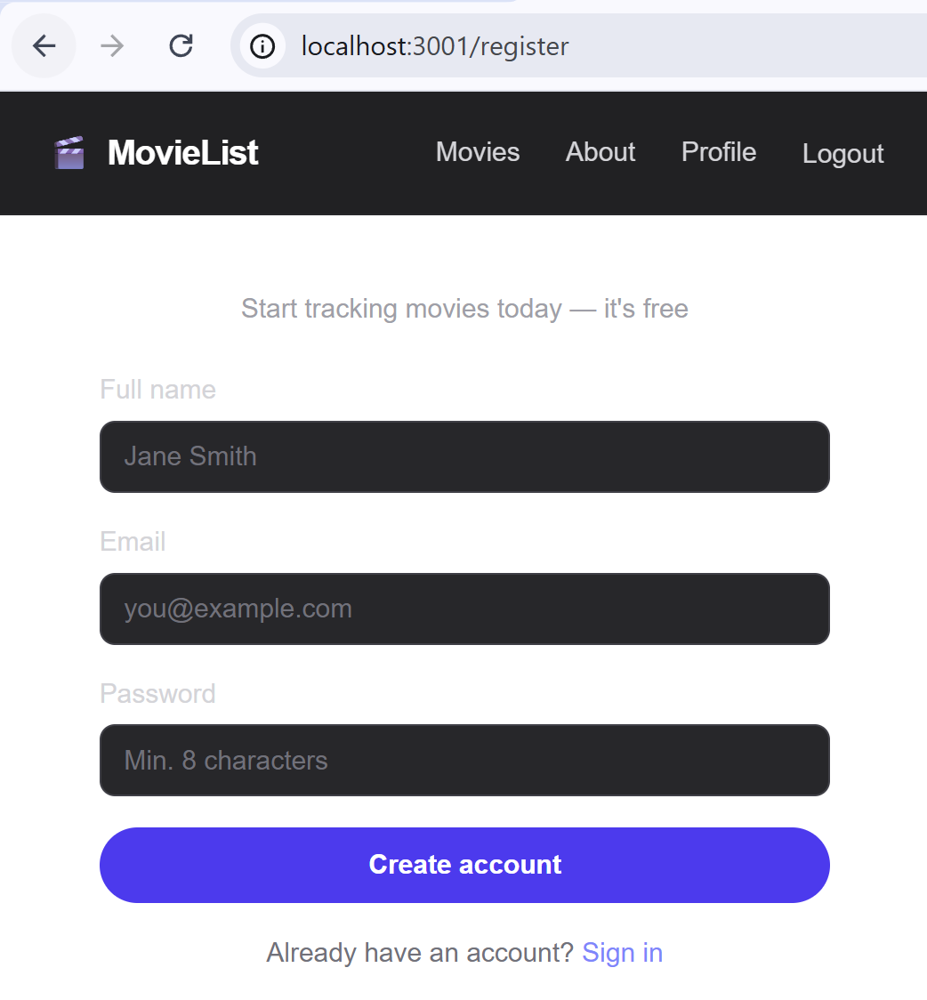 localhost:3001/register
MovieList Movies About Profile Logout
Start tracking movies today — it's free
Full name
Jane Smith
Email
you@example.com
Password
Min. 8 characters
Create account
Already have an account? Sign in